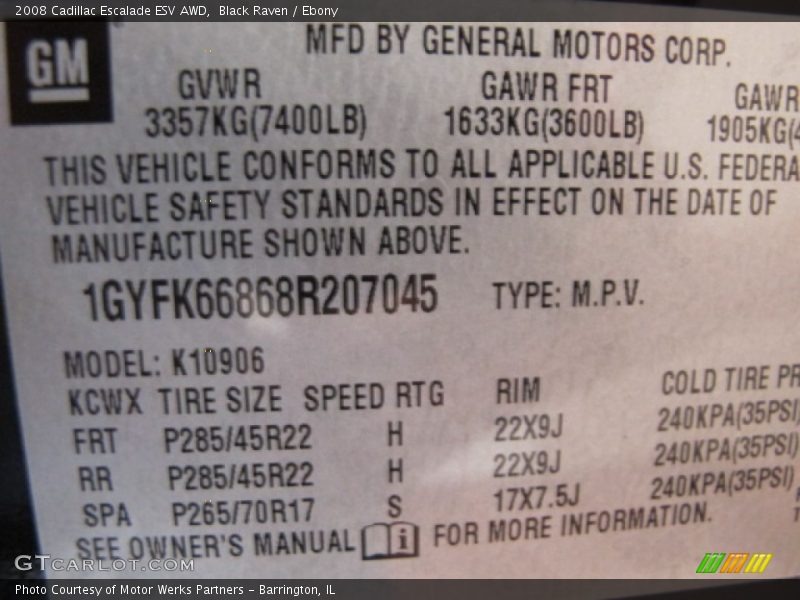 2008 Cadillac Escalade ESV AWD, Black Raven / Ebony
GM
MFD BY GENERAL MOTORS CORP.
GVWR GAWR FRT GAWR
3357KG(7400LB) 1633KG(3600LB) 1905KG(4
THIS VEHICLE CONFORMS TO ALL APPLICABLE U.S. FEDERA
VEHICLE SAFETY STANDARDS IN EFFECT ON THE DATE OF
MANUFACTURE SHOWN ABOVE.
1GYFK66868R207045 TYPE: M.P.V.
MODEL: K10906
KCWX TIRE SIZE SPEED RTG RIM COLD TIRE PR
FRT P285/45R22 H 22X9J 240KPA(35PSI)
RR P285/45R22 H 22X9J 240KPA(35PSI)
SPA P265/70R17 S 17X7.5J 240KPA(35PSI)
SEE OWNER'S MANUAL i FOR MORE INFORMATION.
GTCARLOT.COM
Photo Courtesy of Motor Werks Partners - Barrington, IL